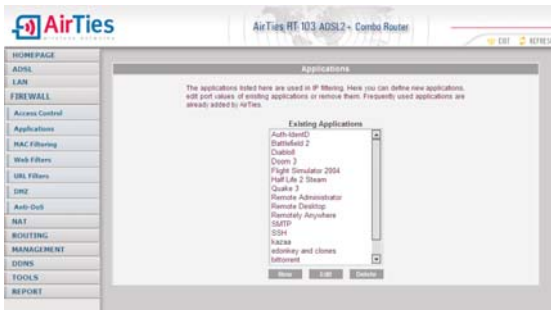 AirTies
AirTies RT-103 ADSL2+ Combo Router
EXIT
REFRESH
HOMEPAGE
ADSL
LAN
FIREWALL
Access Control
Applications
MAC Filtering
Web Filters
URL Filters
DMZ
Anti-DoS
NAT
ROUTING
MANAGEMENT
DDNS
TOOLS
REPORT
Applications
The applications listed here are used in IP filtering. Here you can define new applications,
edit port values of existing applications or remove them. Frequently used applications are
already added by AirTies.
Existing Applications
Auth-IdentD
Battlefield 2
DiabloII
Doom 3
Flight Simulator 2004
Half Life 2 Steam
Quake 3
Remote Administrator
Remote Desktop
Remotely Anywhere
SMTP
SSH
kazaa
edonkey and clones
bittorrent
New Edit Delete